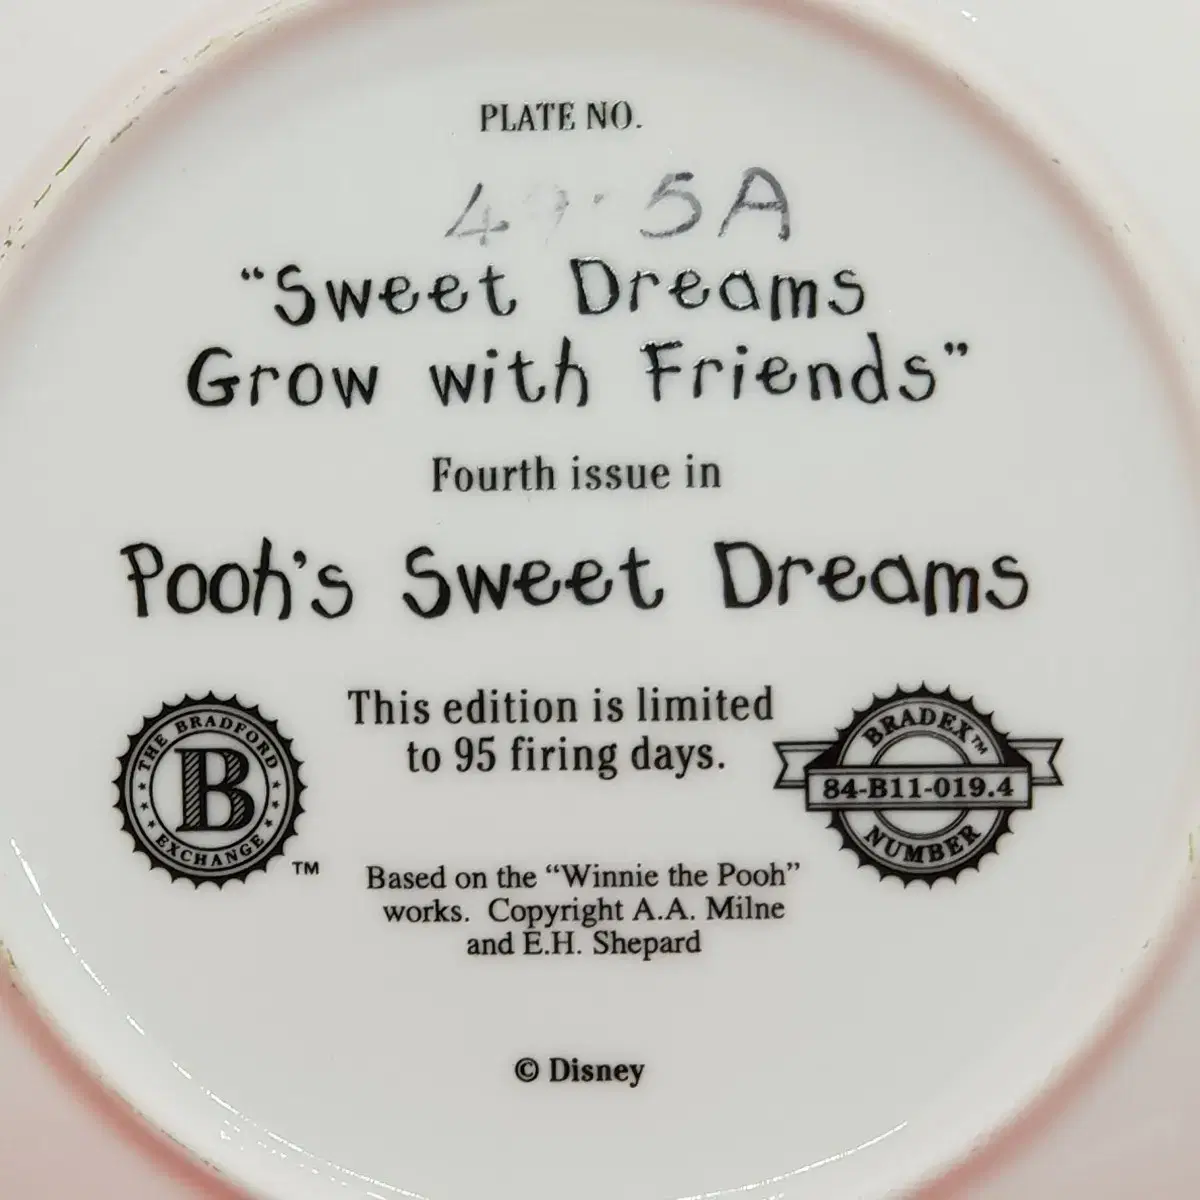 PLATE NO.
5A
“Sweet Dreams
Grow with Friends”
Fourth issue in
Pooh's Sweet Dreams
This edition is limited
to 95 firing days.
THE BRADFORD
B
EXCHANGE
TM
BRADEX™
84-B11-019.4
NUMBER
Based on the “Winnie the Pooh”
works. Copyright A.A. Milne
and E.H. Shepard
© Disney